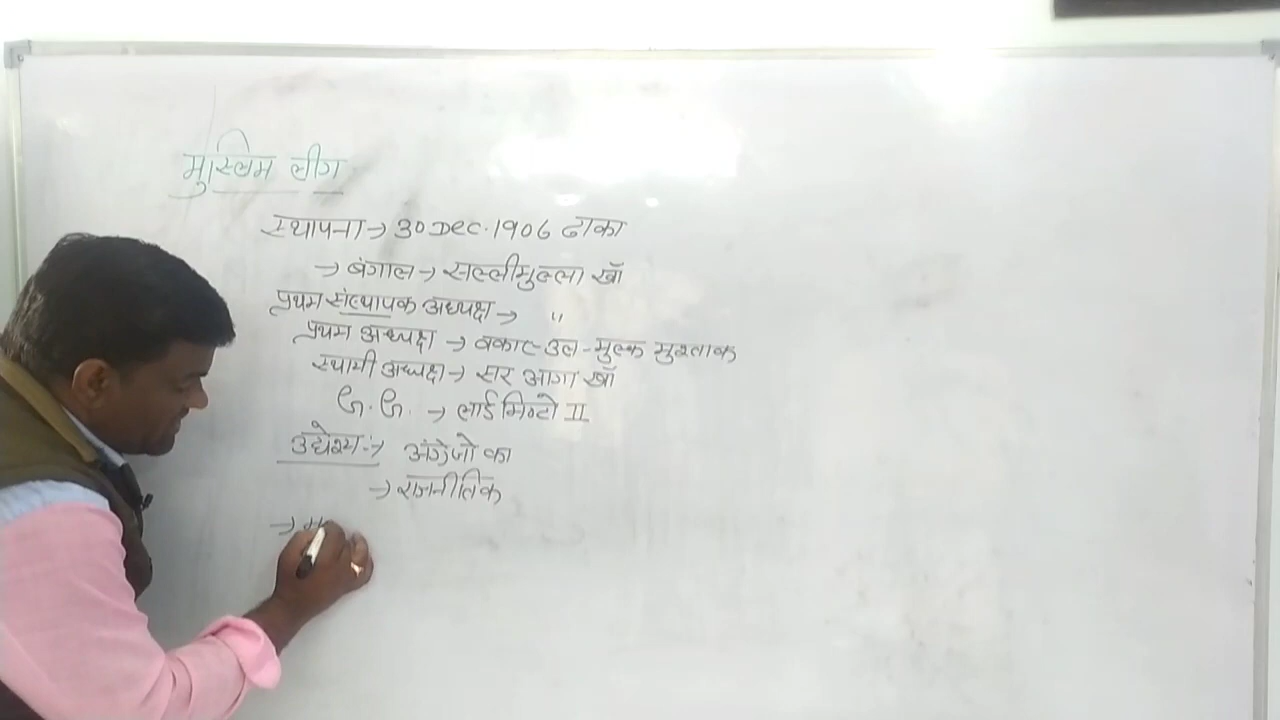 मुस्लिम लीग
स्थापना → 30 Dec. 1906 ढाका
→ बंगाल → सल्लीमुल्ला खाँ
प्रथम संस्थापक अध्यक्ष → "
प्रथम अध्यक्ष → वकार-उल-मुल्क मुश्ताक
स्थामी अध्यक्ष → सर आगा खाँ
G.G. → लार्ड मिन्टो II
उद्येश्य :→ अंग्रेजो का
→ राजनीतिक
→